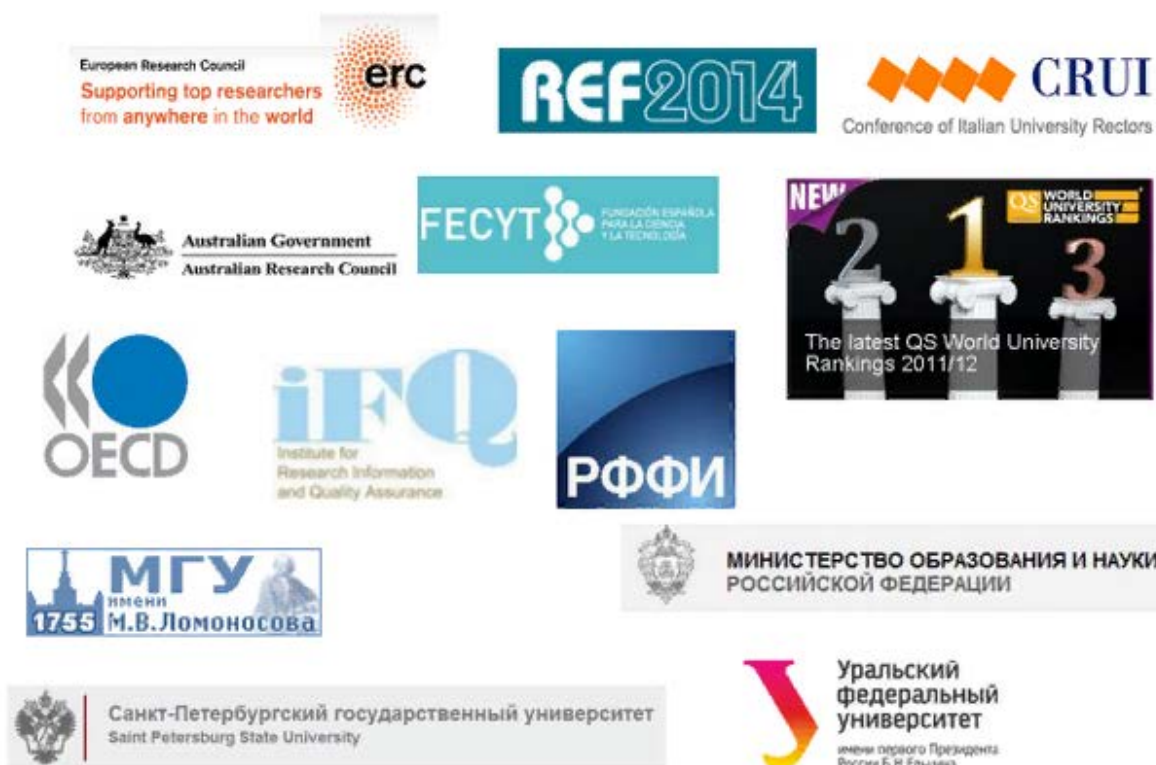 European Research Council
Supporting top researchers
from anywhere in the world
erc
REF2014
CRUI
Conference of Italian University Rectors
Australian Government
Australian Research Council
FECYT
FUNDACIÓN ESPAÑOLA
PARA LA CIENCIA
Y LA TECNOLOGÍA
NEW
QS WORLD
UNIVERSITY
RANKINGS
2
1
3
The latest QS World University
Rankings 2011/12
OECD
iFQ
Institute for
Research Information
and Quality Assurance
РФФИ
МГУ
имени
1755 М.В.Ломоносова
МИНИСТЕРСТВО ОБРАЗОВАНИЯ И НАУКИ
РОССИЙСКОЙ ФЕДЕРАЦИИ
Санкт-Петербургский государственный университет
Saint Petersburg State University
У
Уральский
федеральный
университет
имени первого Президента
России Б.Н.Ельцина